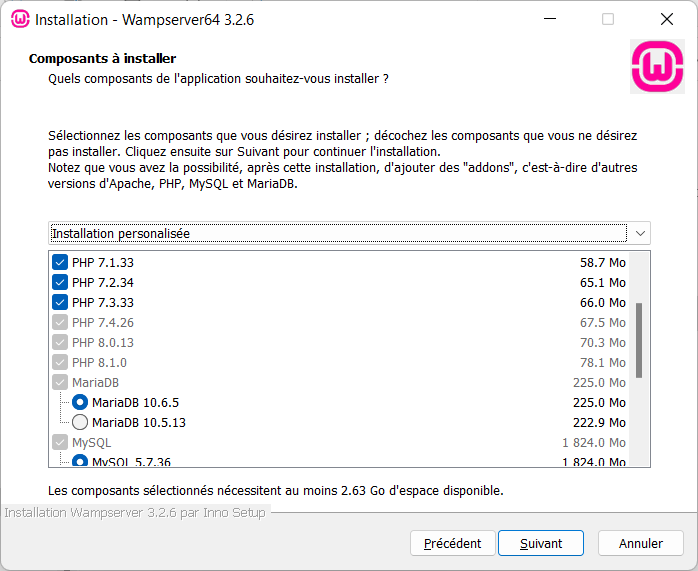 Installation - Wampserver64 3.2.6
Composants à installer
Quels composants de l'application souhaitez-vous installer ?
Sélectionnez les composants que vous désirez installer ; décochez les composants que vous ne désirez
pas installer. Cliquez ensuite sur Suivant pour continuer l'installation.
Notez que vous avez la possibilité, après cette installation, d'ajouter des "addons", c'est-à-dire d'autres
versions d'Apache, PHP, MySQL et MariaDB.
Installation personalisée
PHP 7.1.33 58.7 Mo
PHP 7.2.34 65.1 Mo
PHP 7.3.33 66.0 Mo
PHP 7.4.26 67.5 Mo
PHP 8.0.13 70.3 Mo
PHP 8.1.0 78.1 Mo
MariaDB 225.0 Mo
MariaDB 10.6.5 225.0 Mo
MariaDB 10.5.13 222.9 Mo
MySQL 1 824.0 Mo
MySQL 5.7.36 1 824.0 Mo
Les composants sélectionnés nécessitent au moins 2.63 Go d'espace disponible.
Installation Wampserver 3.2.6 par Inno Setup
Précédent Suivant Annuler